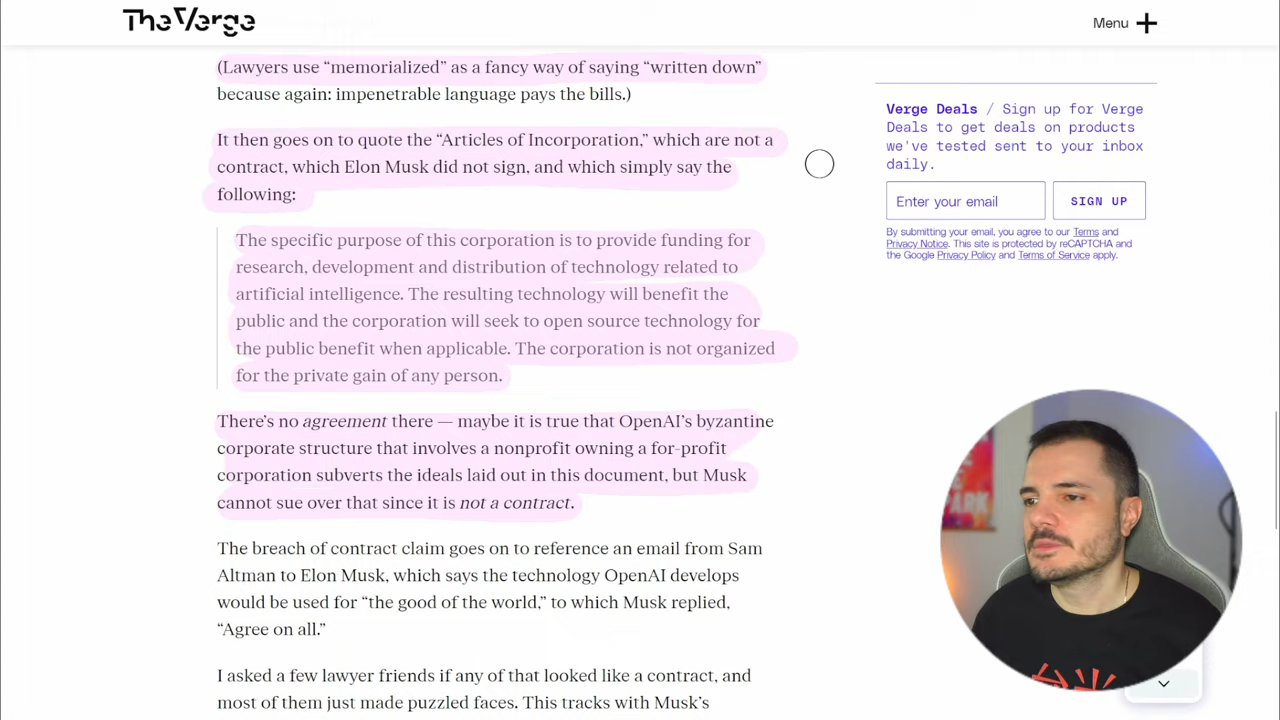 The Verge
Menu
(Lawyers use “memorialized” as a fancy way of saying “written down”
because again: impenetrable language pays the bills.)
It then goes on to quote the “Articles of Incorporation,” which are not a
contract, which Elon Musk did not sign, and which simply say the
following:
The specific purpose of this corporation is to provide funding for
research, development and distribution of technology related to
artificial intelligence. The resulting technology will benefit the
public and the corporation will seek to open source technology for
the public benefit when applicable. The corporation is not organized
for the private gain of any person.
There’s no agreement there — maybe it is true that OpenAI’s byzantine
corporate structure that involves a nonprofit owning a for-profit
corporation subverts the ideals laid out in this document, but Musk
cannot sue over that since it is not a contract.
The breach of contract claim goes on to reference an email from Sam
Altman to Elon Musk, which says the technology OpenAI develops
would be used for “the good of the world,” to which Musk replied,
“Agree on all.”
I asked a few lawyer friends if any of that looked like a contract, and
most of them just made puzzled faces. This tracks with Musk’s
Verge Deals / Sign up for Verge
Deals to get deals on products
we've tested sent to your inbox
daily.
Enter your email
SIGN UP
By submitting your email, you agree to our Terms and
Privacy Notice. This site is protected by reCAPTCHA and
the Google Privacy Policy and Terms of Service apply.